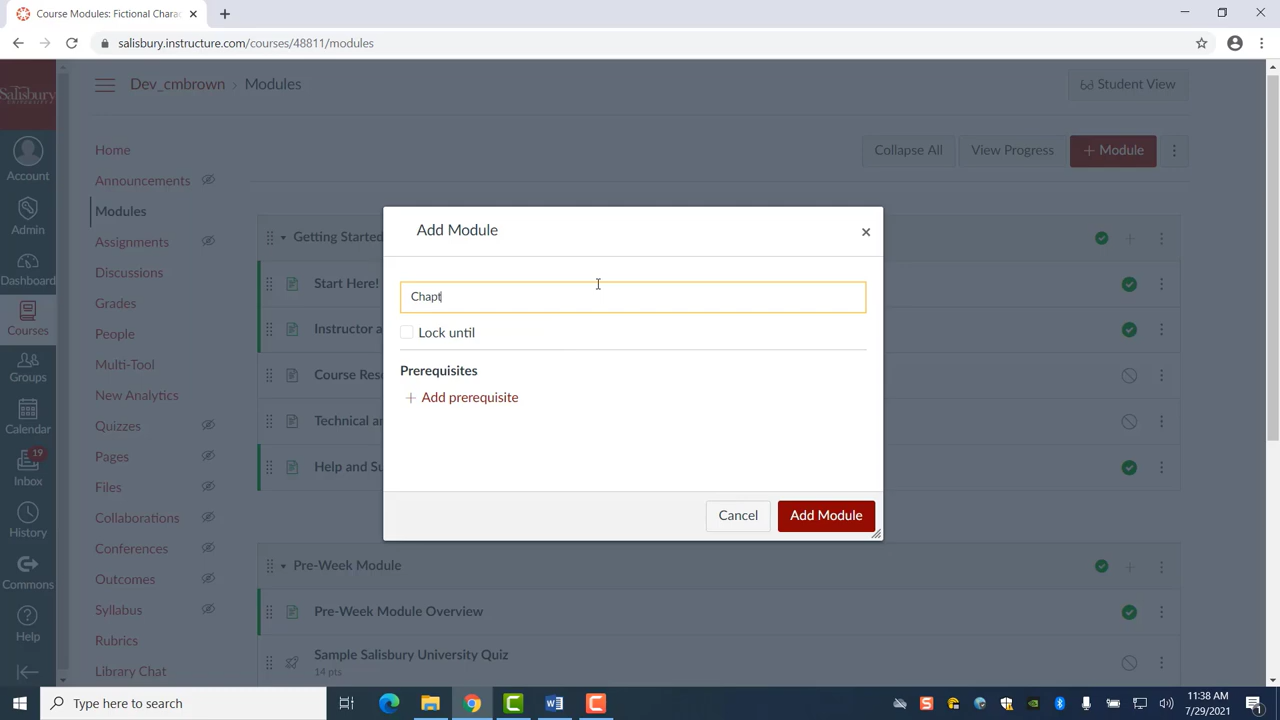 Course Modules: Fictional Chara
salisbury.instructure.com/courses/48811/modules
Salisbury
UNIVERSITY
Account
Admin
Dashboard
Courses
Groups
Calendar
19
Inbox
History
Commons
Help
Dev_cmbrown › Modules
Student View
Home
Announcements
Modules
Assignments
Discussions
Grades
People
Multi-Tool
New Analytics
Quizzes
Pages
Files
Collaborations
Conferences
Outcomes
Syllabus
Rubrics
Library Chat
Collapse All
View Progress
+ Module
Getting Started
Start Here!
Instructor a
Course Res
Technical an
Help and Su
Add Module
×
Chapt
Lock until
Prerequisites
+ Add prerequisite
Cancel
Add Module
Pre-Week Module
Pre-Week Module Overview
Sample Salisbury University Quiz
14 pts
Type here to search
11:38 AM
7/29/2021
1